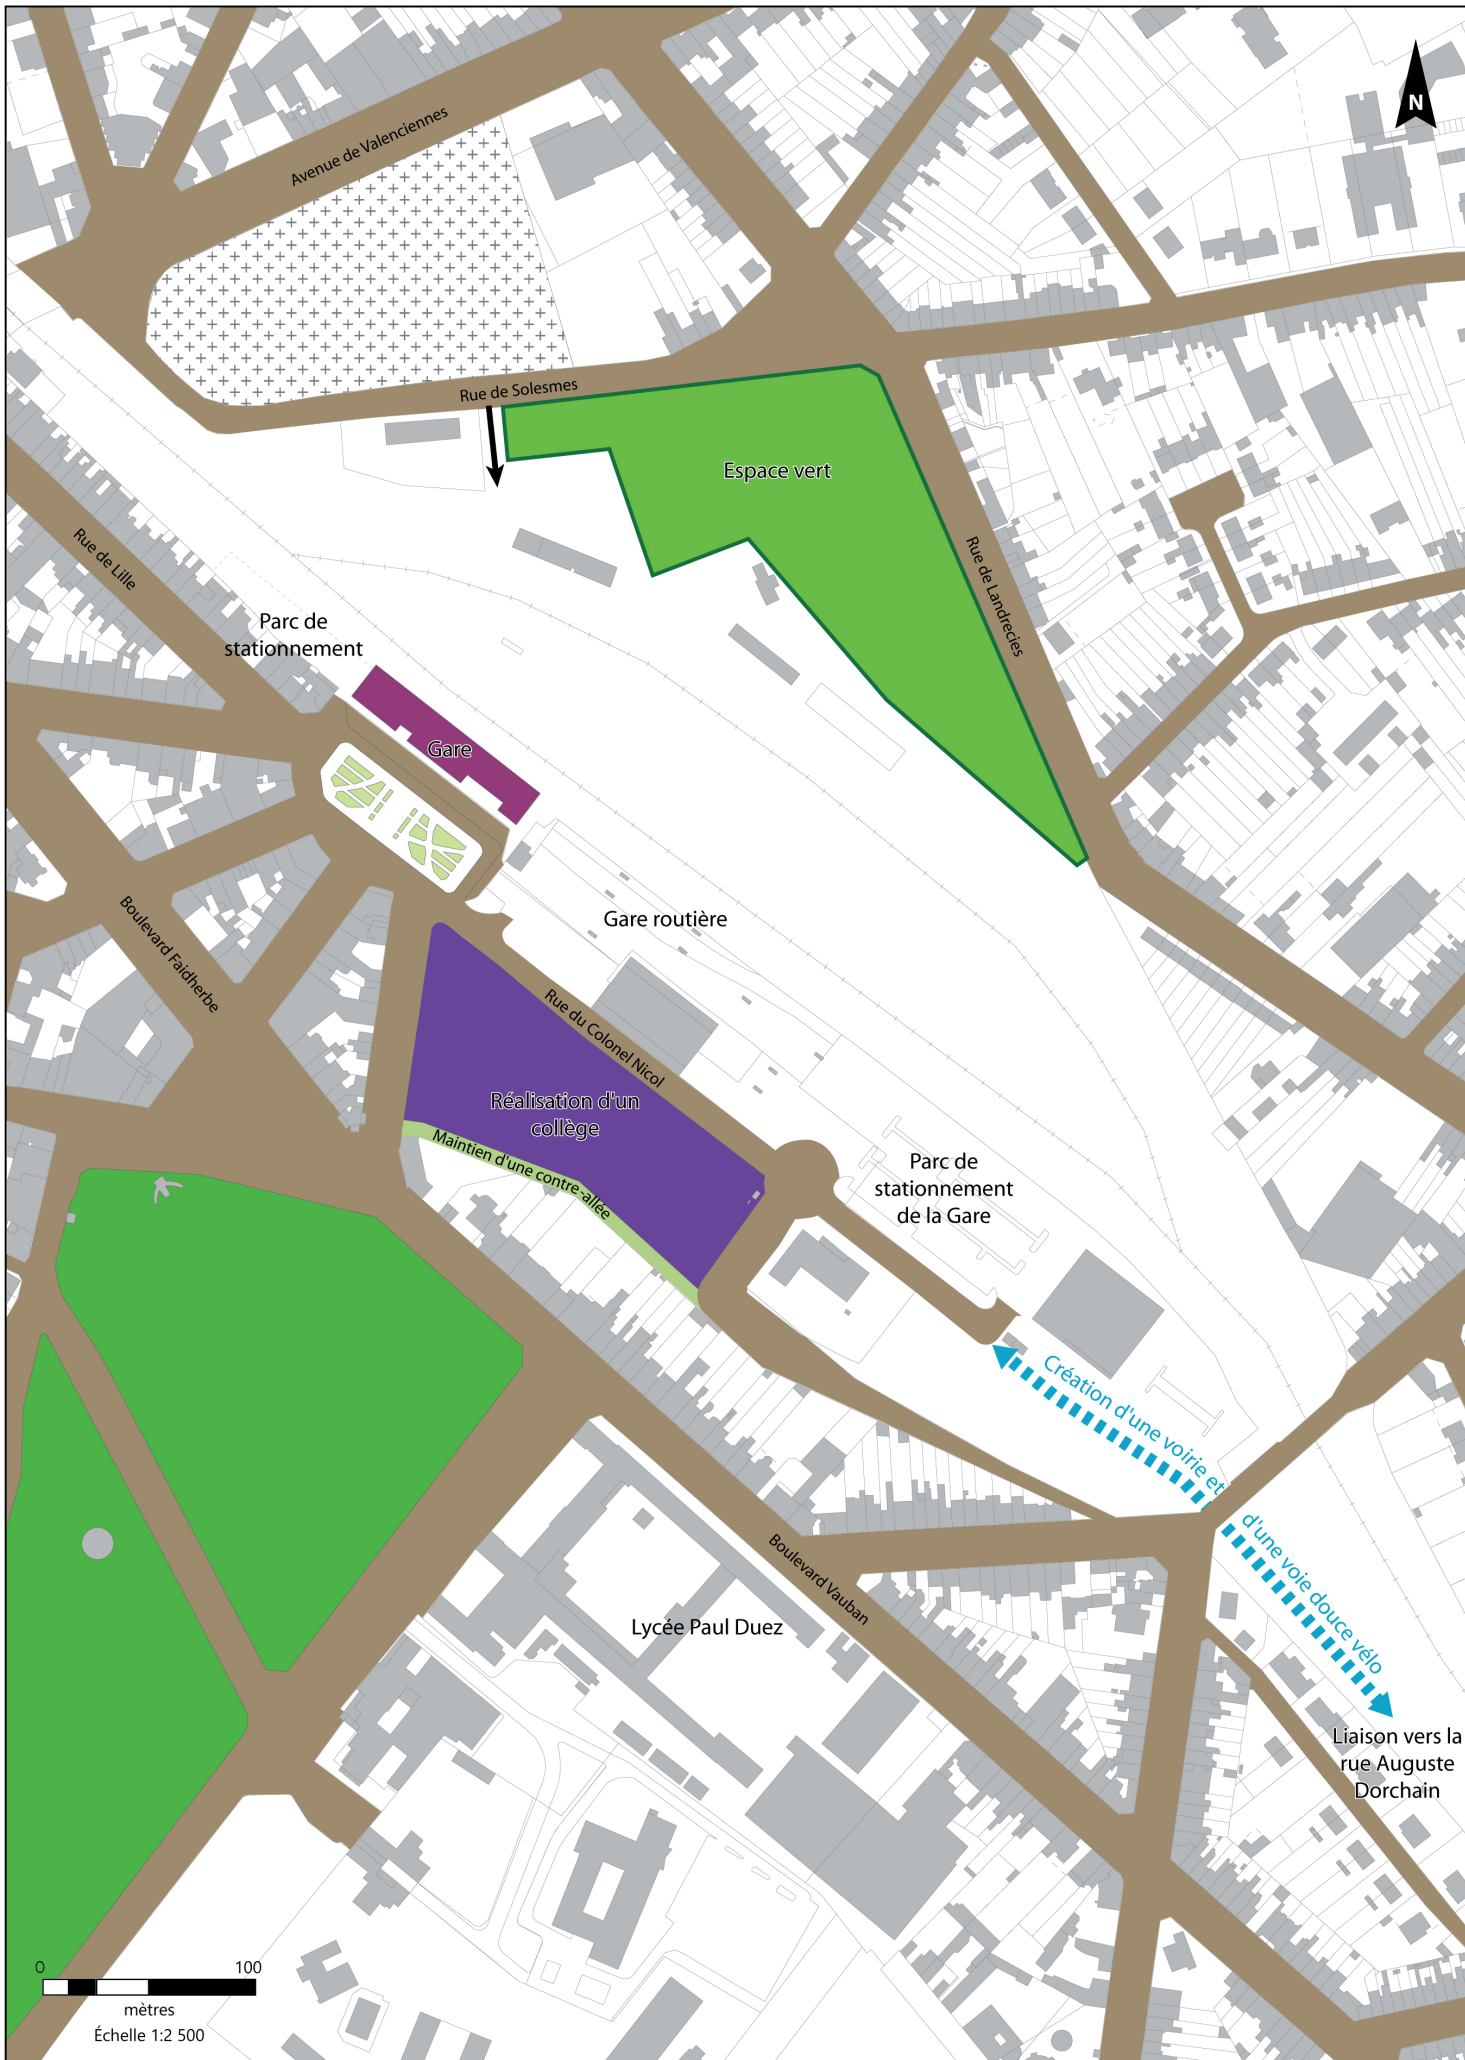 N
Avenue de Valenciennes
Rue de Solesmes
Espace vert
Rue de Lille
Rue de Landrecies
Parc de
stationnement
Gare
Boulevard Faidherbe
Gare routière
Rue du Colonel Nicol
Réalisation d'un
collège
Maintien d'une contre-allée
Parc de
stationnement
de la Gare
Création d'une voirie et
d'une voie douce vélo
Boulevard Vauban
Lycée Paul Duez
Liaison vers la
rue Auguste
Dorchain
0 100
mètres
Échelle 1:2 500